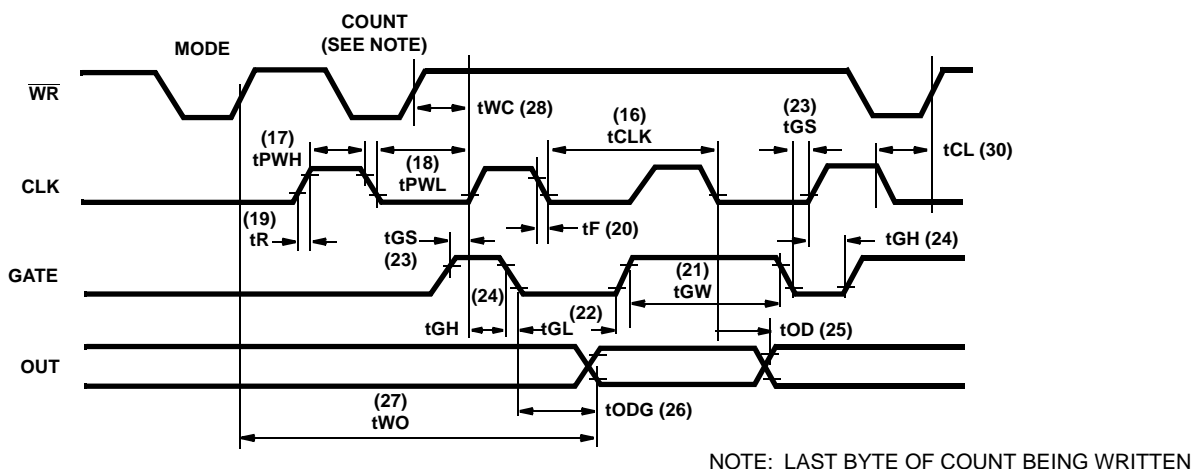 COUNT
(SEE NOTE)
MODE
WR
tWC (28)
(16)
tCLK
(23)
tGS
tCL (30)
(17)
tPWH
(18)
tPWL
CLK
(19)
tR
tF (20)
tGS
(23)
tGH (24)
GATE
(24)
tGH
(22)
tGL
(21)
tGW
tOD (25)
OUT
(27)
tWO
tODG (26)
NOTE: LAST BYTE OF COUNT BEING WRITTEN